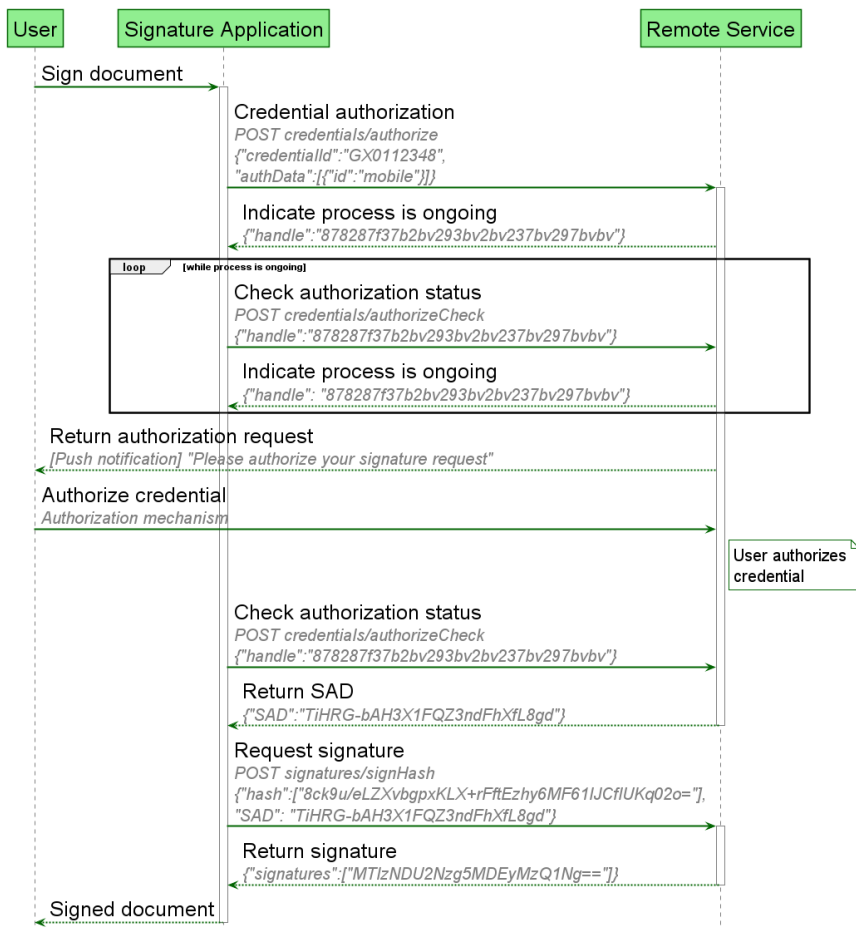 User
Signature Application
Remote Service
Sign document
Credential authorization
POST credentials/authorize
{"credentialId":"GX0112348",
"authData":[{"id":"mobile"}]}
Indicate process is ongoing
{"handle":"878287f37b2bv293bv2bv237bv297bvbv"}
loop
[while process is ongoing]
Check authorization status
POST credentials/authorizeCheck
{"handle":"878287f37b2bv293bv2bv237bv297bvbv"}
Indicate process is ongoing
{"handle": "878287f37b2bv293bv2bv237bv297bvbv"}
Return authorization request
[Push notification] "Please authorize your signature request"
Authorize credential
Authorization mechanism
User authorizes
credential
Check authorization status
POST credentials/authorizeCheck
{"handle":"878287f37b2bv293bv2bv237bv297bvbv"}
Return SAD
{"SAD":"TiHRG-bAH3X1FQZ3ndFhXfL8gd"}
Request signature
POST signatures/signHash
{"hash":["8ck9u/eLZXvbgpxKLX+rFftEzhy6MF61lJCflUKq02o="],
"SAD": "TiHRG-bAH3X1FQZ3ndFhXfL8gd"}
Return signature
{"signatures":["MTIzNDU2Nzg5MDEyMzQ1Ng=="]}
Signed document